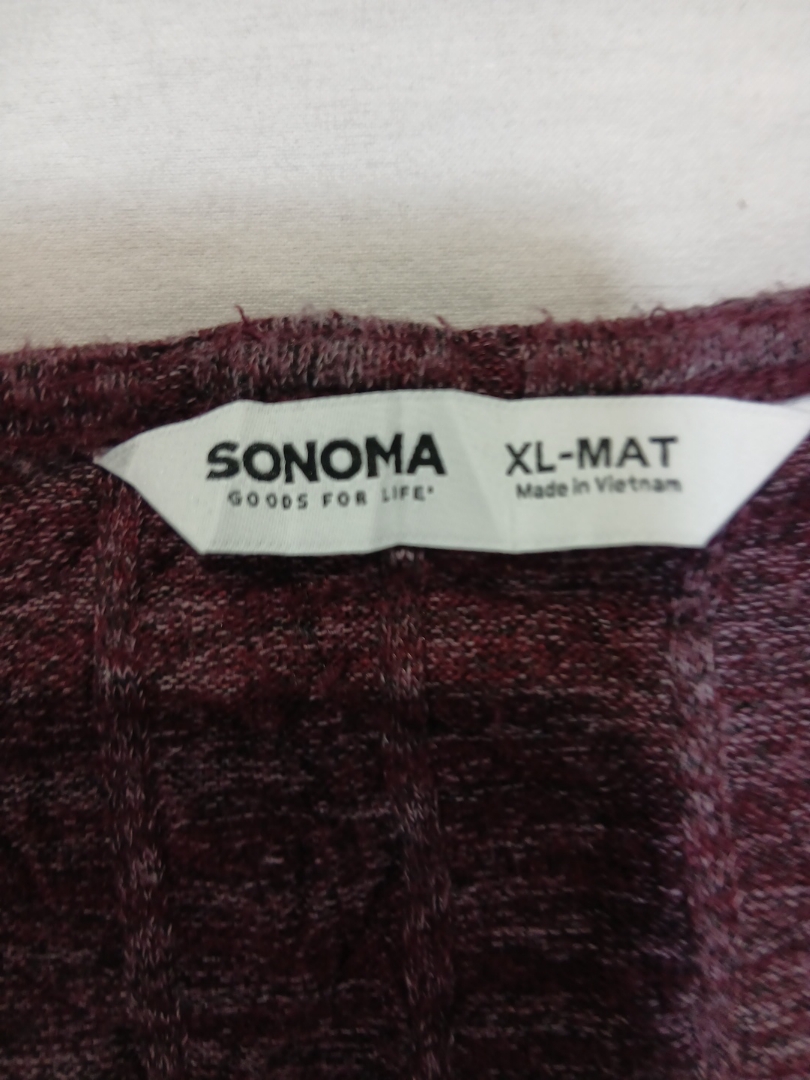 SONOMA
GOODS FOR LIFE®
XL-MAT
Made in Vietnam